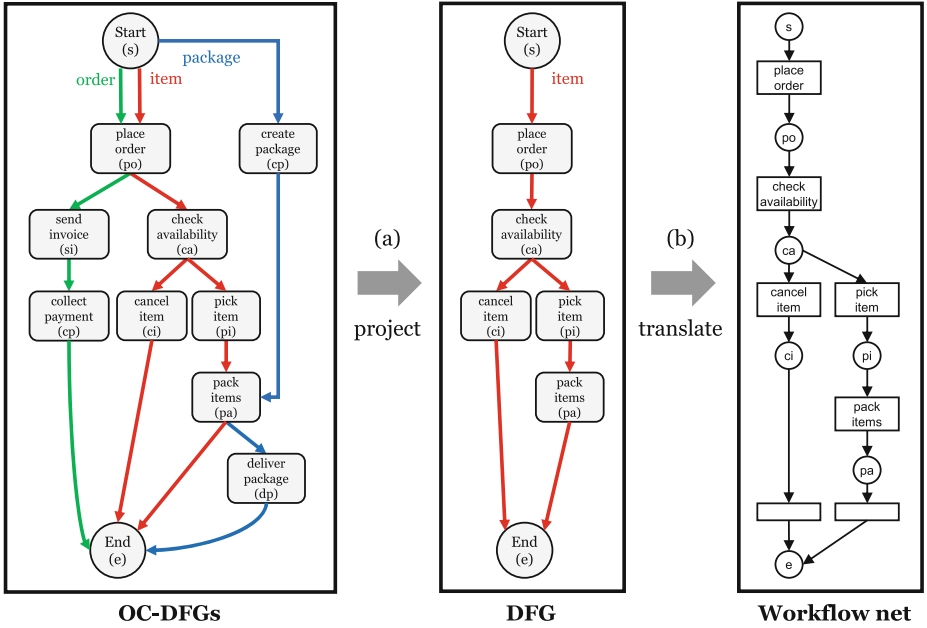 Start
(s)
package
order
item
place
order
(po)
create
package
(cp)
send
invoice
(si)
check
availability
(ca)
collect
payment
(cp)
cancel
item
(ci)
pick
item
(pi)
pack
items
(pa)
deliver
package
(dp)
End
(e)
OC-DFGs
(a)
project
Start
(s)
item
place
order
(po)
check
availability
(ca)
cancel
item
(ci)
pick
item
(pi)
pack
items
(pa)
End
(e)
DFG
(b)
translate
s
place
order
po
check
availability
ca
cancel
item
pick
item
ci
pi
pack
items
pa
e
Workflow net